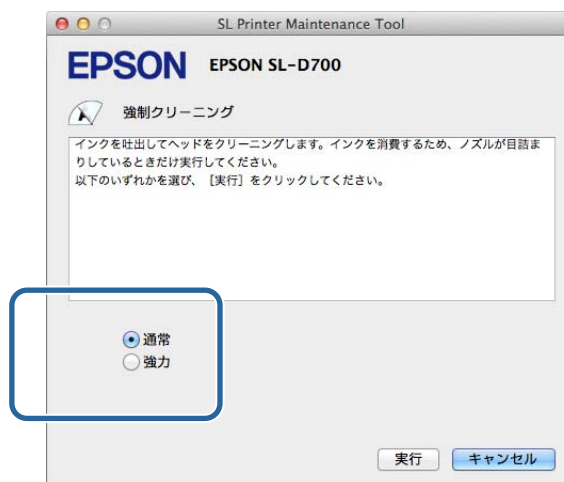 SL Printer Maintenance Tool
EPSON EPSON SL-D700
強制クリーニング
インクを吐出してヘッドをクリーニングします。インクを消費するため、ノズルが目詰ま
りしているときだけ実行してください。
以下のいずれかを選び、［実行］をクリックしてください。
通常
強力
実行 キャンセル